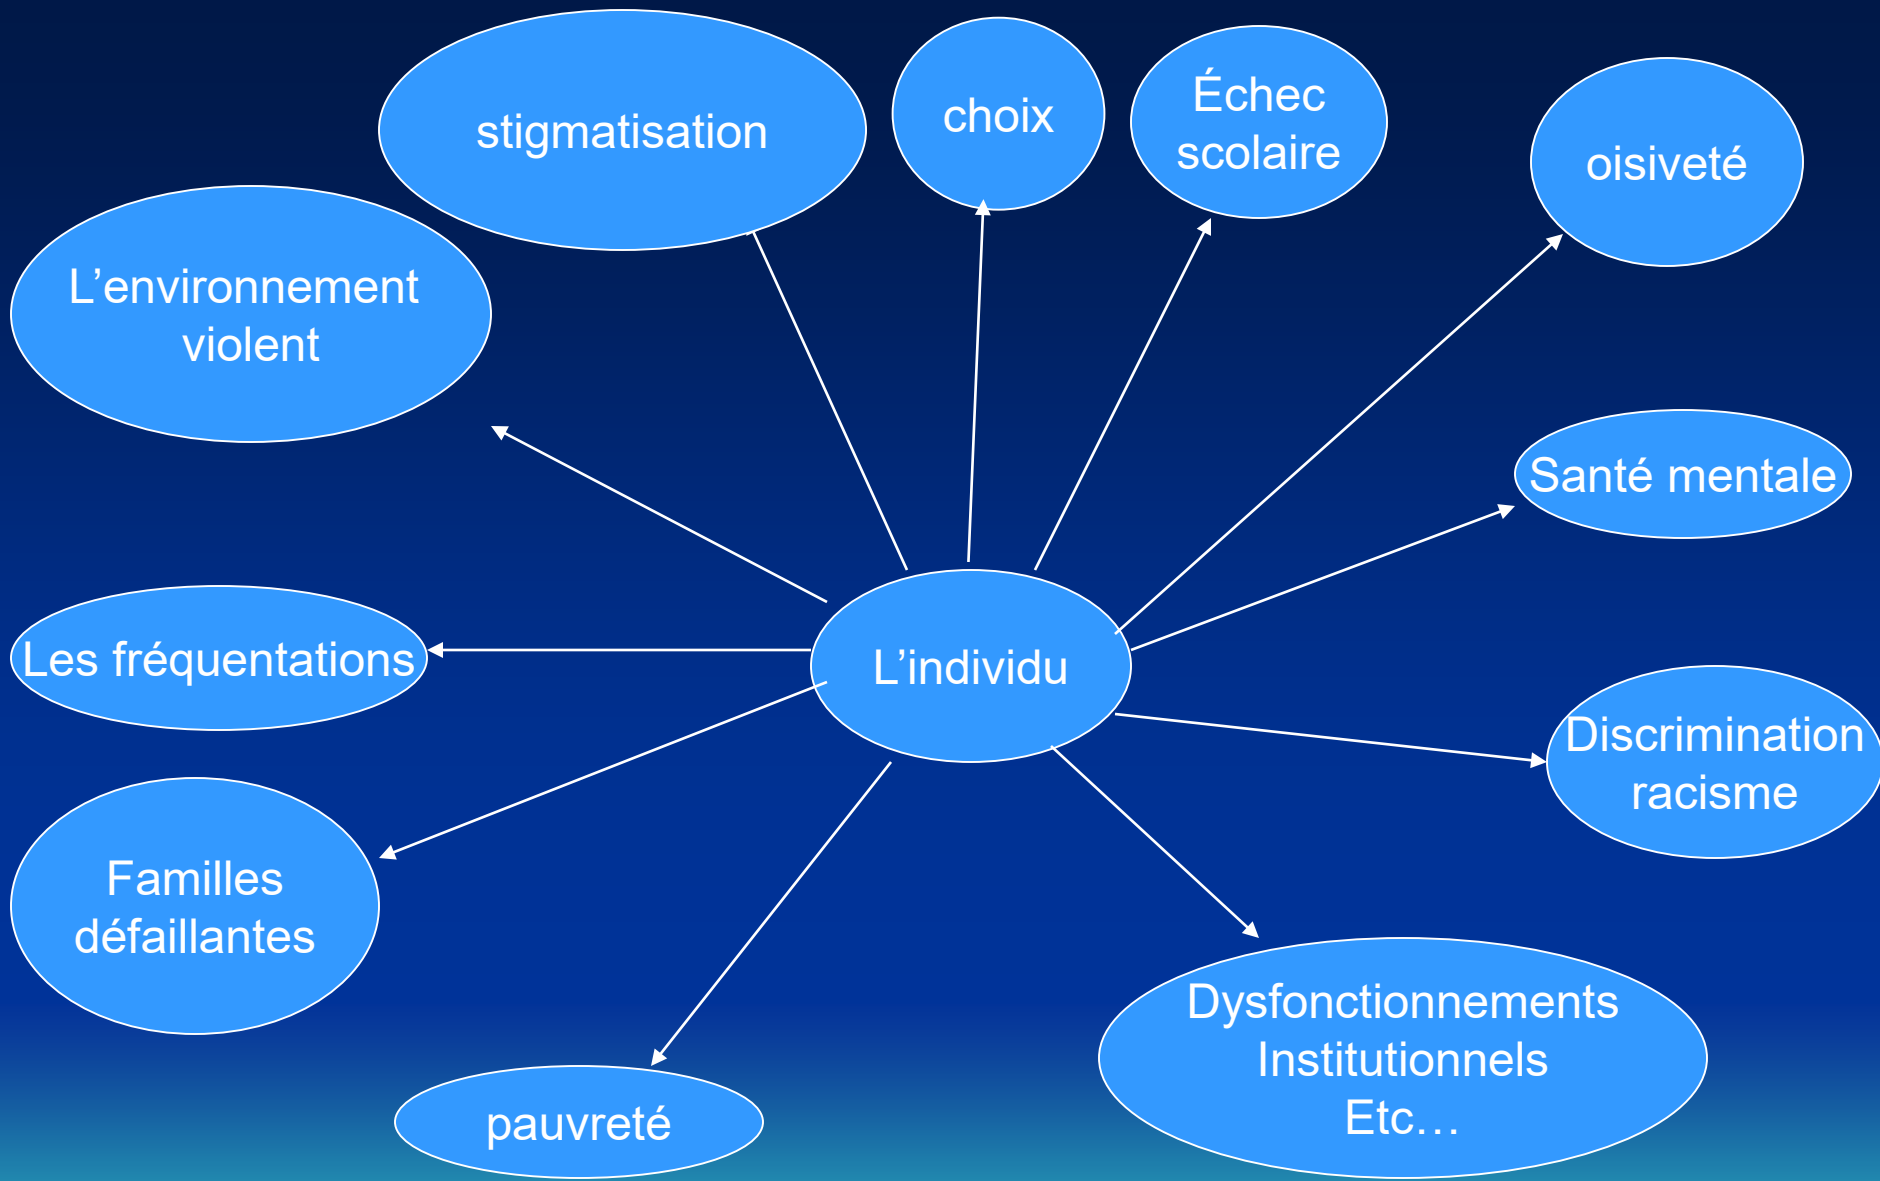 stigmatisation
choix
Échec
scolaire
oisiveté
L’environnement
violent
Santé mentale
Les fréquentations
L’individu
Discrimination
racisme
Familles
défaillantes
Dysfonctionnements
Institutionnels
Etc…
pauvreté